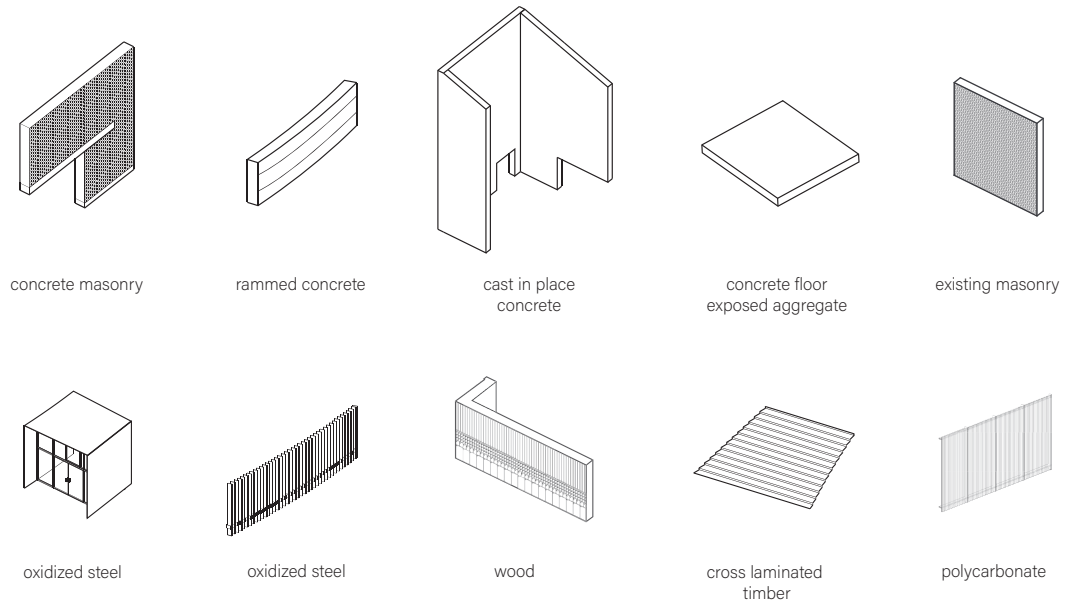 concrete masonry
rammed concrete
cast in place
concrete
concrete floor
exposed aggregate
existing masonry
oxidized steel
oxidized steel
wood
cross laminated
timber
polycarbonate